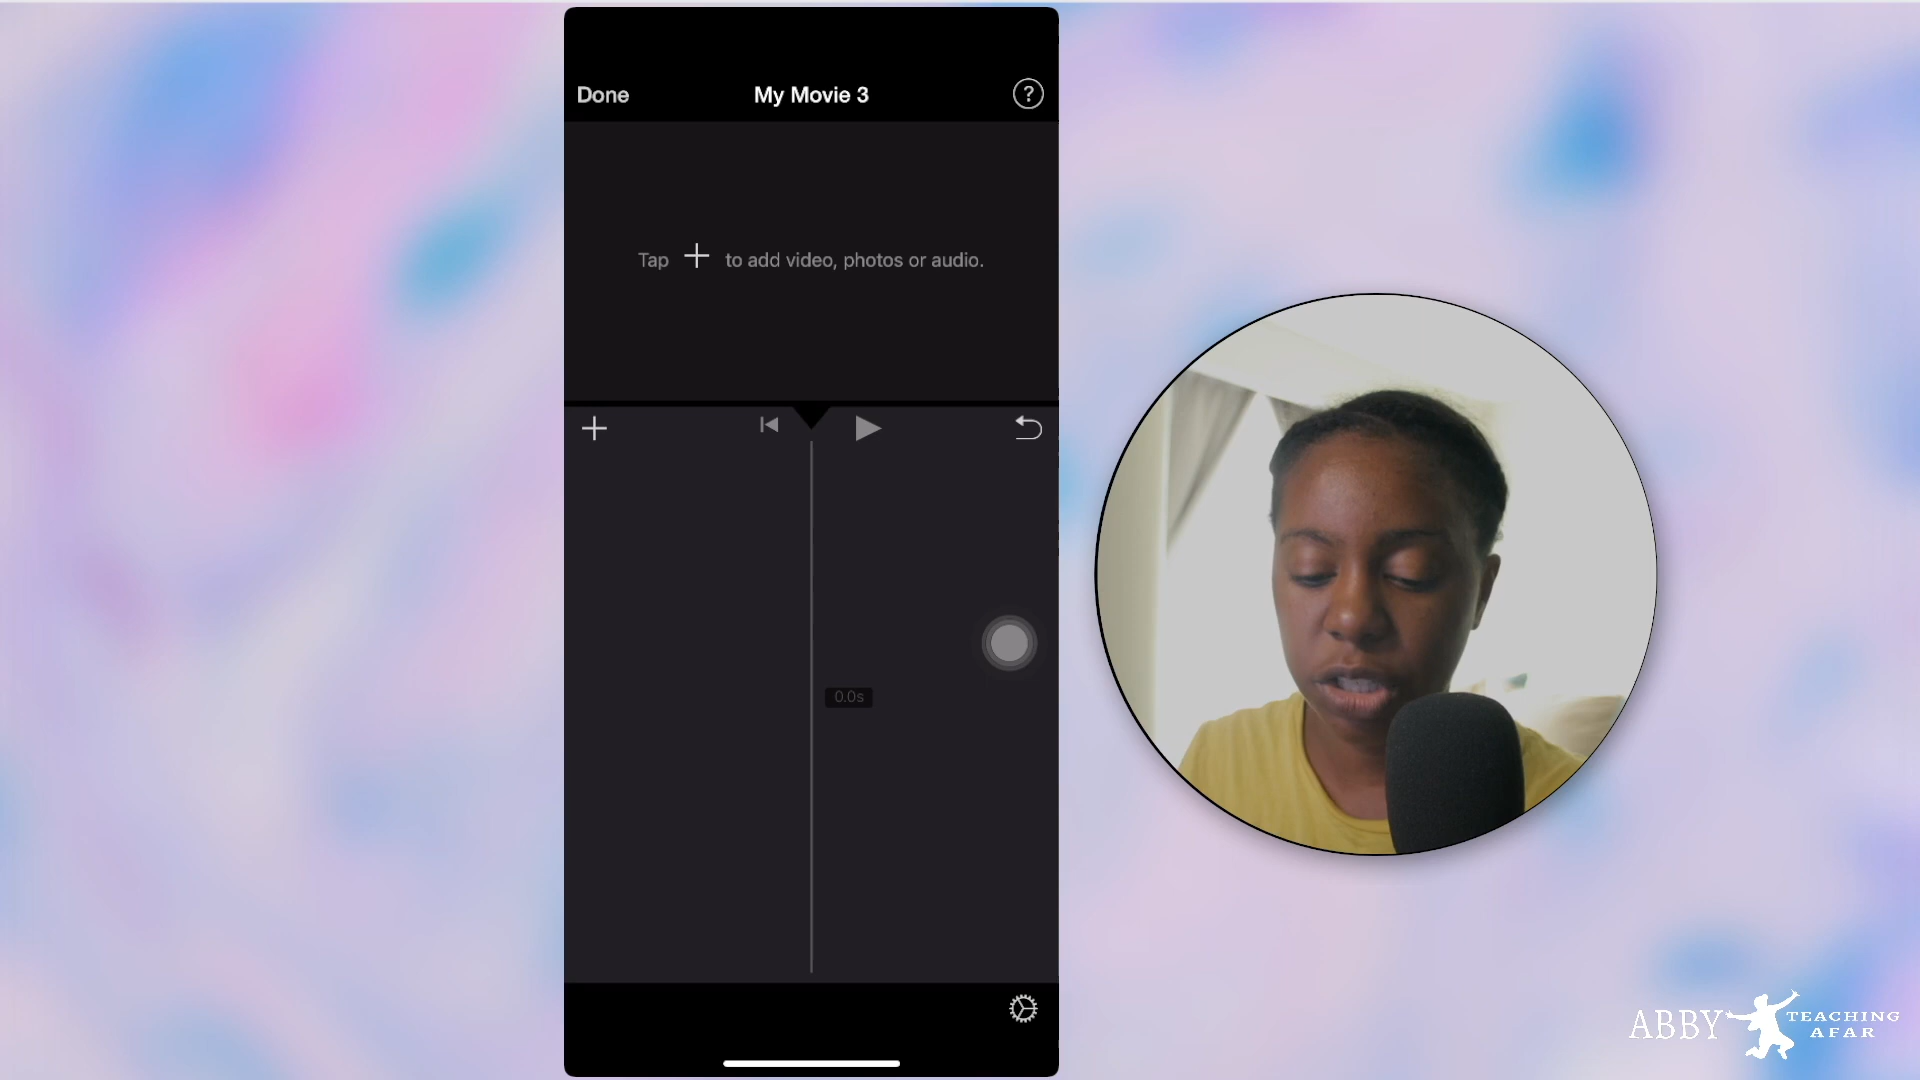 Done
My Movie 3
?
Tap + to add video, photos or audio.
0.0s
ABBY TEACHING
AFAR